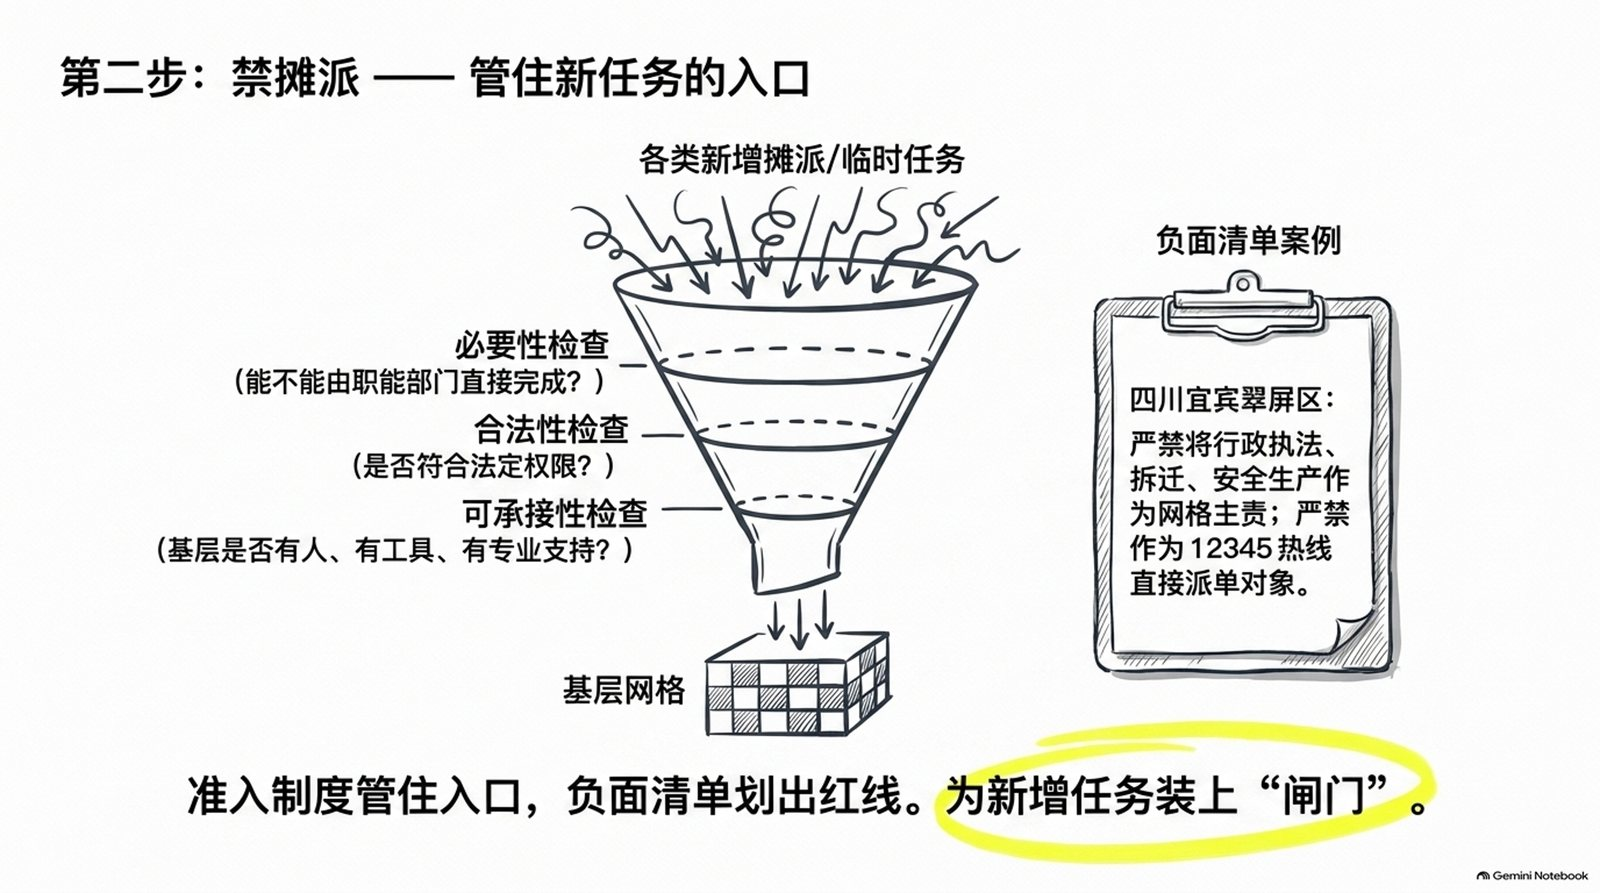 第二步：禁摊派 —— 管住新任务的入口
各类新增摊派/临时任务
必要性检查
（能不能由职能部门直接完成？）
合法性检查
（是否符合法定权限？）
可承接性检查
（基层是否有人、有工具、有专业支持？）
基层网格
负面清单案例
四川宜宾翠屏区：
严禁将行政执法、
拆迁、安全生产作
为网格主责；严禁
作为 12345 热线
直接派单对象。
准入制度管住入口，负面清单划出红线。为新增任务装上“闸门”。
Gemini Notebook